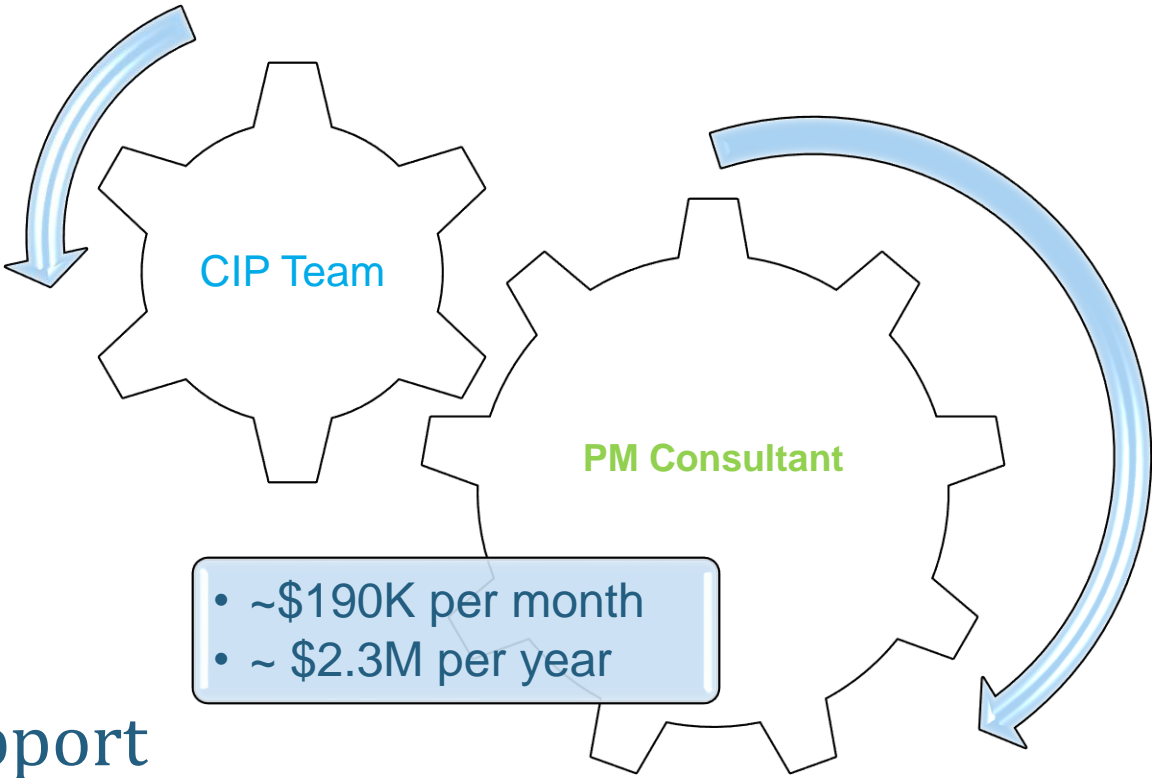 CIP Team
PM Consultant
• ~$190K per month
• ~ $2.3M per year